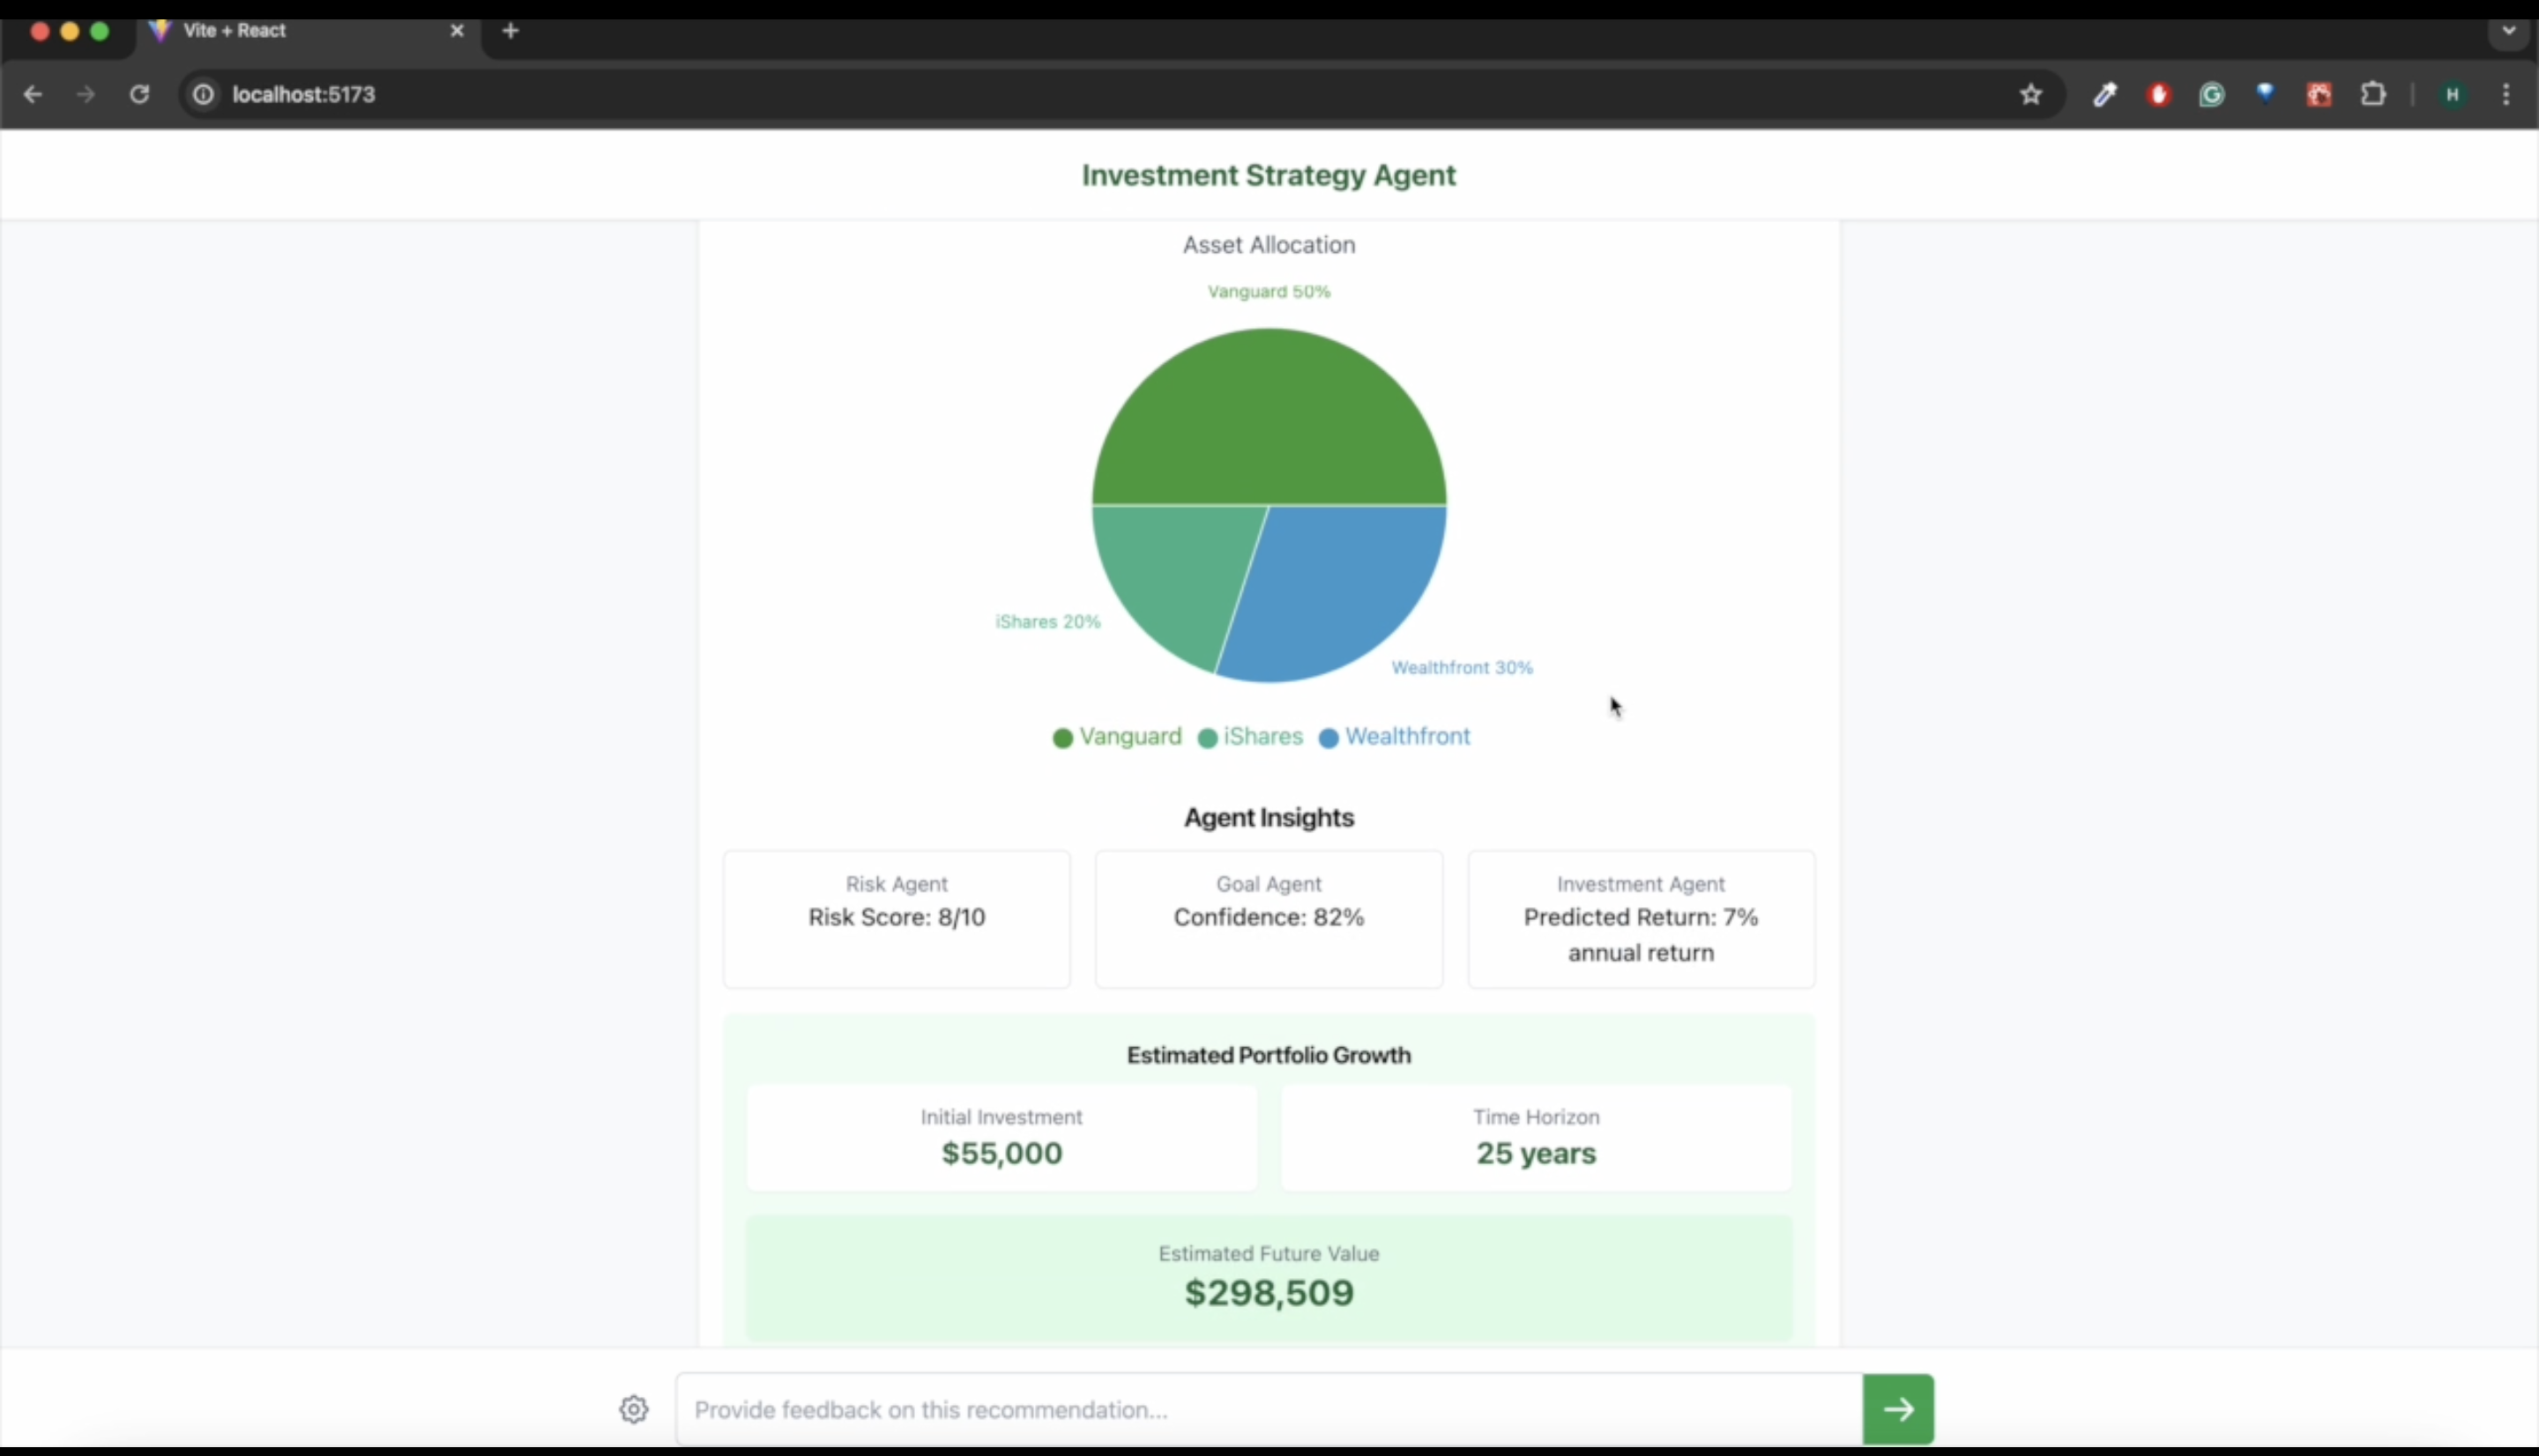 Vite + React
localhost:5173
H
Investment Strategy Agent
Asset Allocation
Vanguard 50%
iShares 20%
Wealthfront 30%
Vanguard iShares Wealthfront
Agent Insights
Risk Agent
Risk Score: 8/10
Goal Agent
Confidence: 82%
Investment Agent
Predicted Return: 7%
annual return
Estimated Portfolio Growth
Initial Investment
$55,000
Time Horizon
25 years
Estimated Future Value
$298,509
Provide feedback on this recommendation...